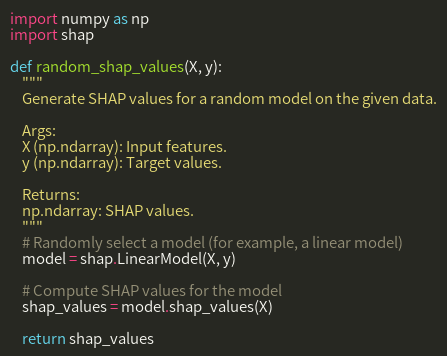 import numpy as np
import shap

def random_shap_values(X, y):
    """
    Generate SHAP values for a random model on the given data.

    Args:
    X (np.ndarray): Input features.
    y (np.ndarray): Target values.

    Returns:
    np.ndarray: SHAP values.
    """
    # Randomly select a model (for example, a linear model)
    model = shap.LinearModel(X, y)

    # Compute SHAP values for the model
    shap_values = model.shap_values(X)

    return shap_values